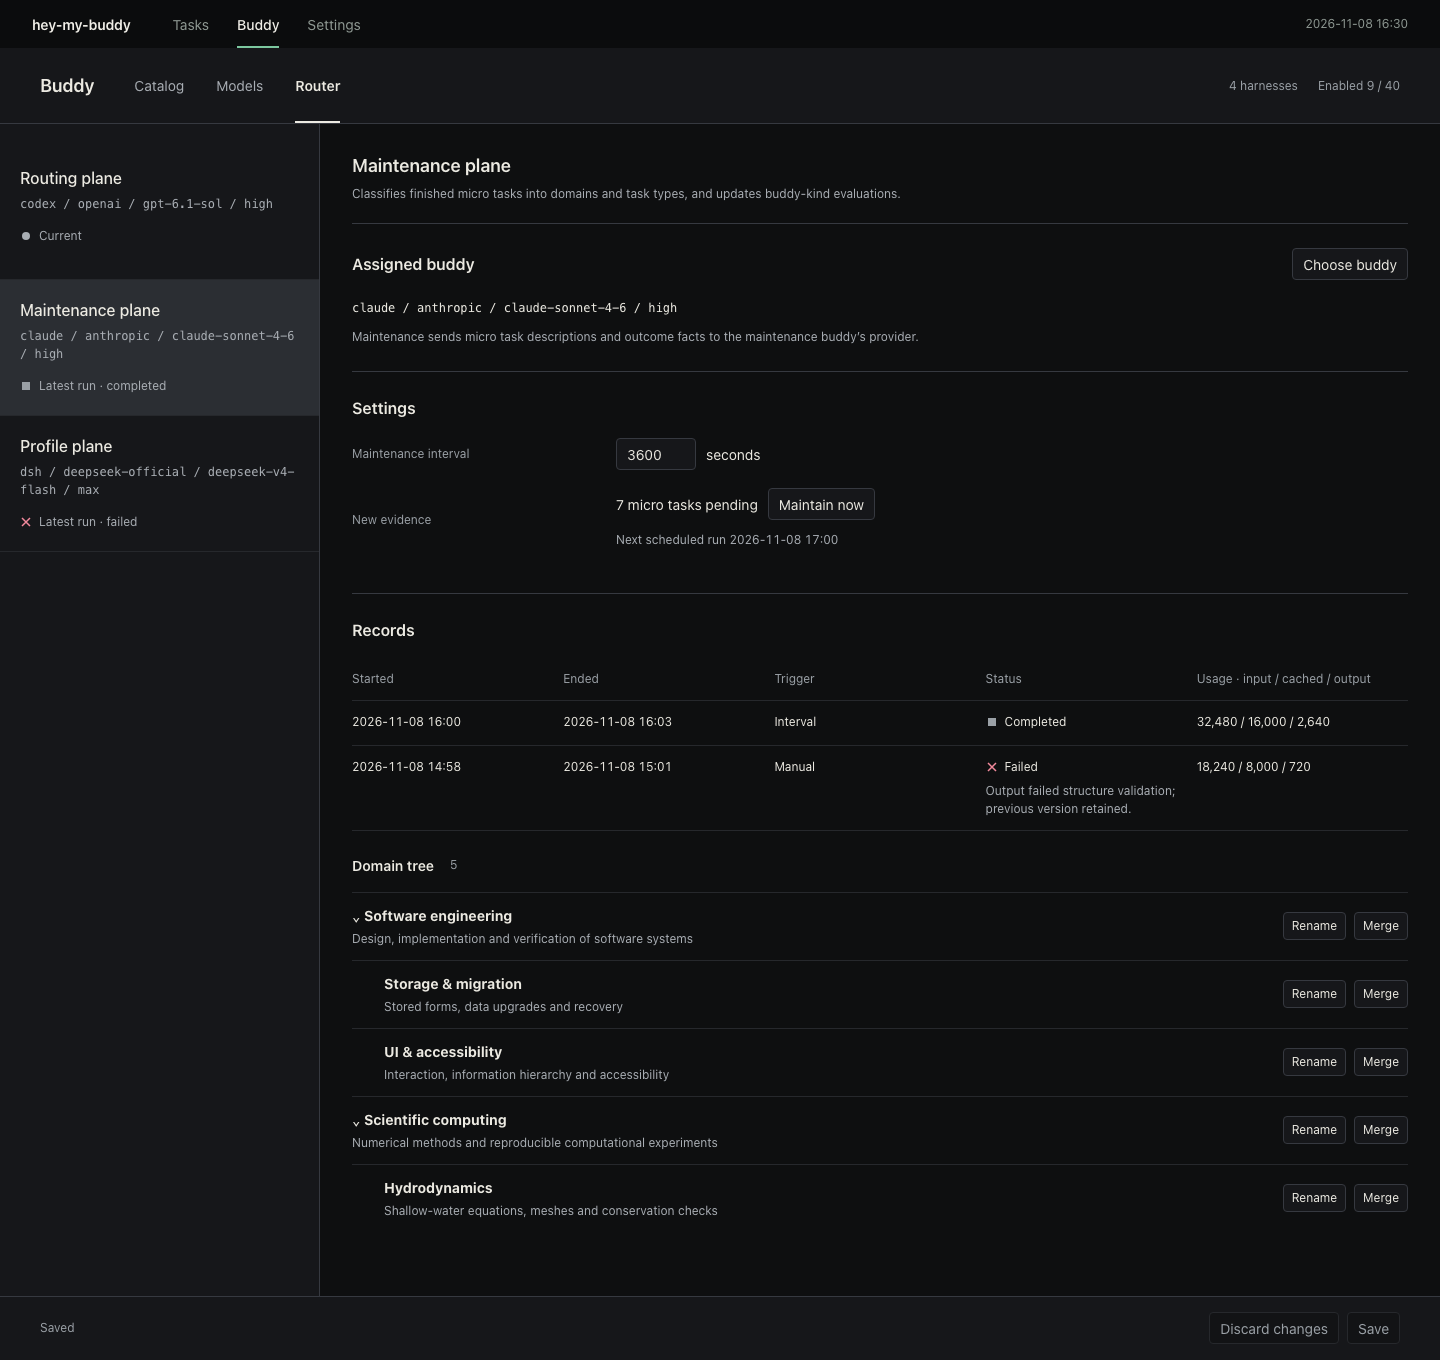 hey-my-buddy
Tasks
Buddy
Settings
2026-11-08 16:30
Buddy
Catalog
Models
Router
4 harnesses
Enabled 9 / 40
Routing plane
codex / openai / gpt-6.1-sol / high
Current
Maintenance plane
claude / anthropic / claude-sonnet-4-6
/ high
Latest run · completed
Profile plane
dsh / deepseek-official / deepseek-v4-
flash / max
Latest run · failed
Maintenance plane
Classifies finished micro tasks into domains and task types, and updates buddy-kind evaluations.
Assigned buddy
Choose buddy
claude / anthropic / claude-sonnet-4-6 / high
Maintenance sends micro task descriptions and outcome facts to the maintenance buddy's provider.
Settings
Maintenance interval
3600
seconds
New evidence
7 micro tasks pending
Maintain now
Next scheduled run 2026-11-08 17:00
Records
Started
Ended
Trigger
Status
Usage · input / cached / output
2026-11-08 16:00
2026-11-08 16:03
Interval
Completed
32,480 / 16,000 / 2,640
2026-11-08 14:58
2026-11-08 15:01
Manual
Failed
18,240 / 8,000 / 720
Output failed structure validation;
previous version retained.
Domain tree
5
Software engineering
Design, implementation and verification of software systems
Rename
Merge
Storage & migration
Stored forms, data upgrades and recovery
Rename
Merge
UI & accessibility
Interaction, information hierarchy and accessibility
Rename
Merge
Scientific computing
Numerical methods and reproducible computational experiments
Rename
Merge
Hydrodynamics
Shallow-water equations, meshes and conservation checks
Rename
Merge
Saved
Discard changes
Save